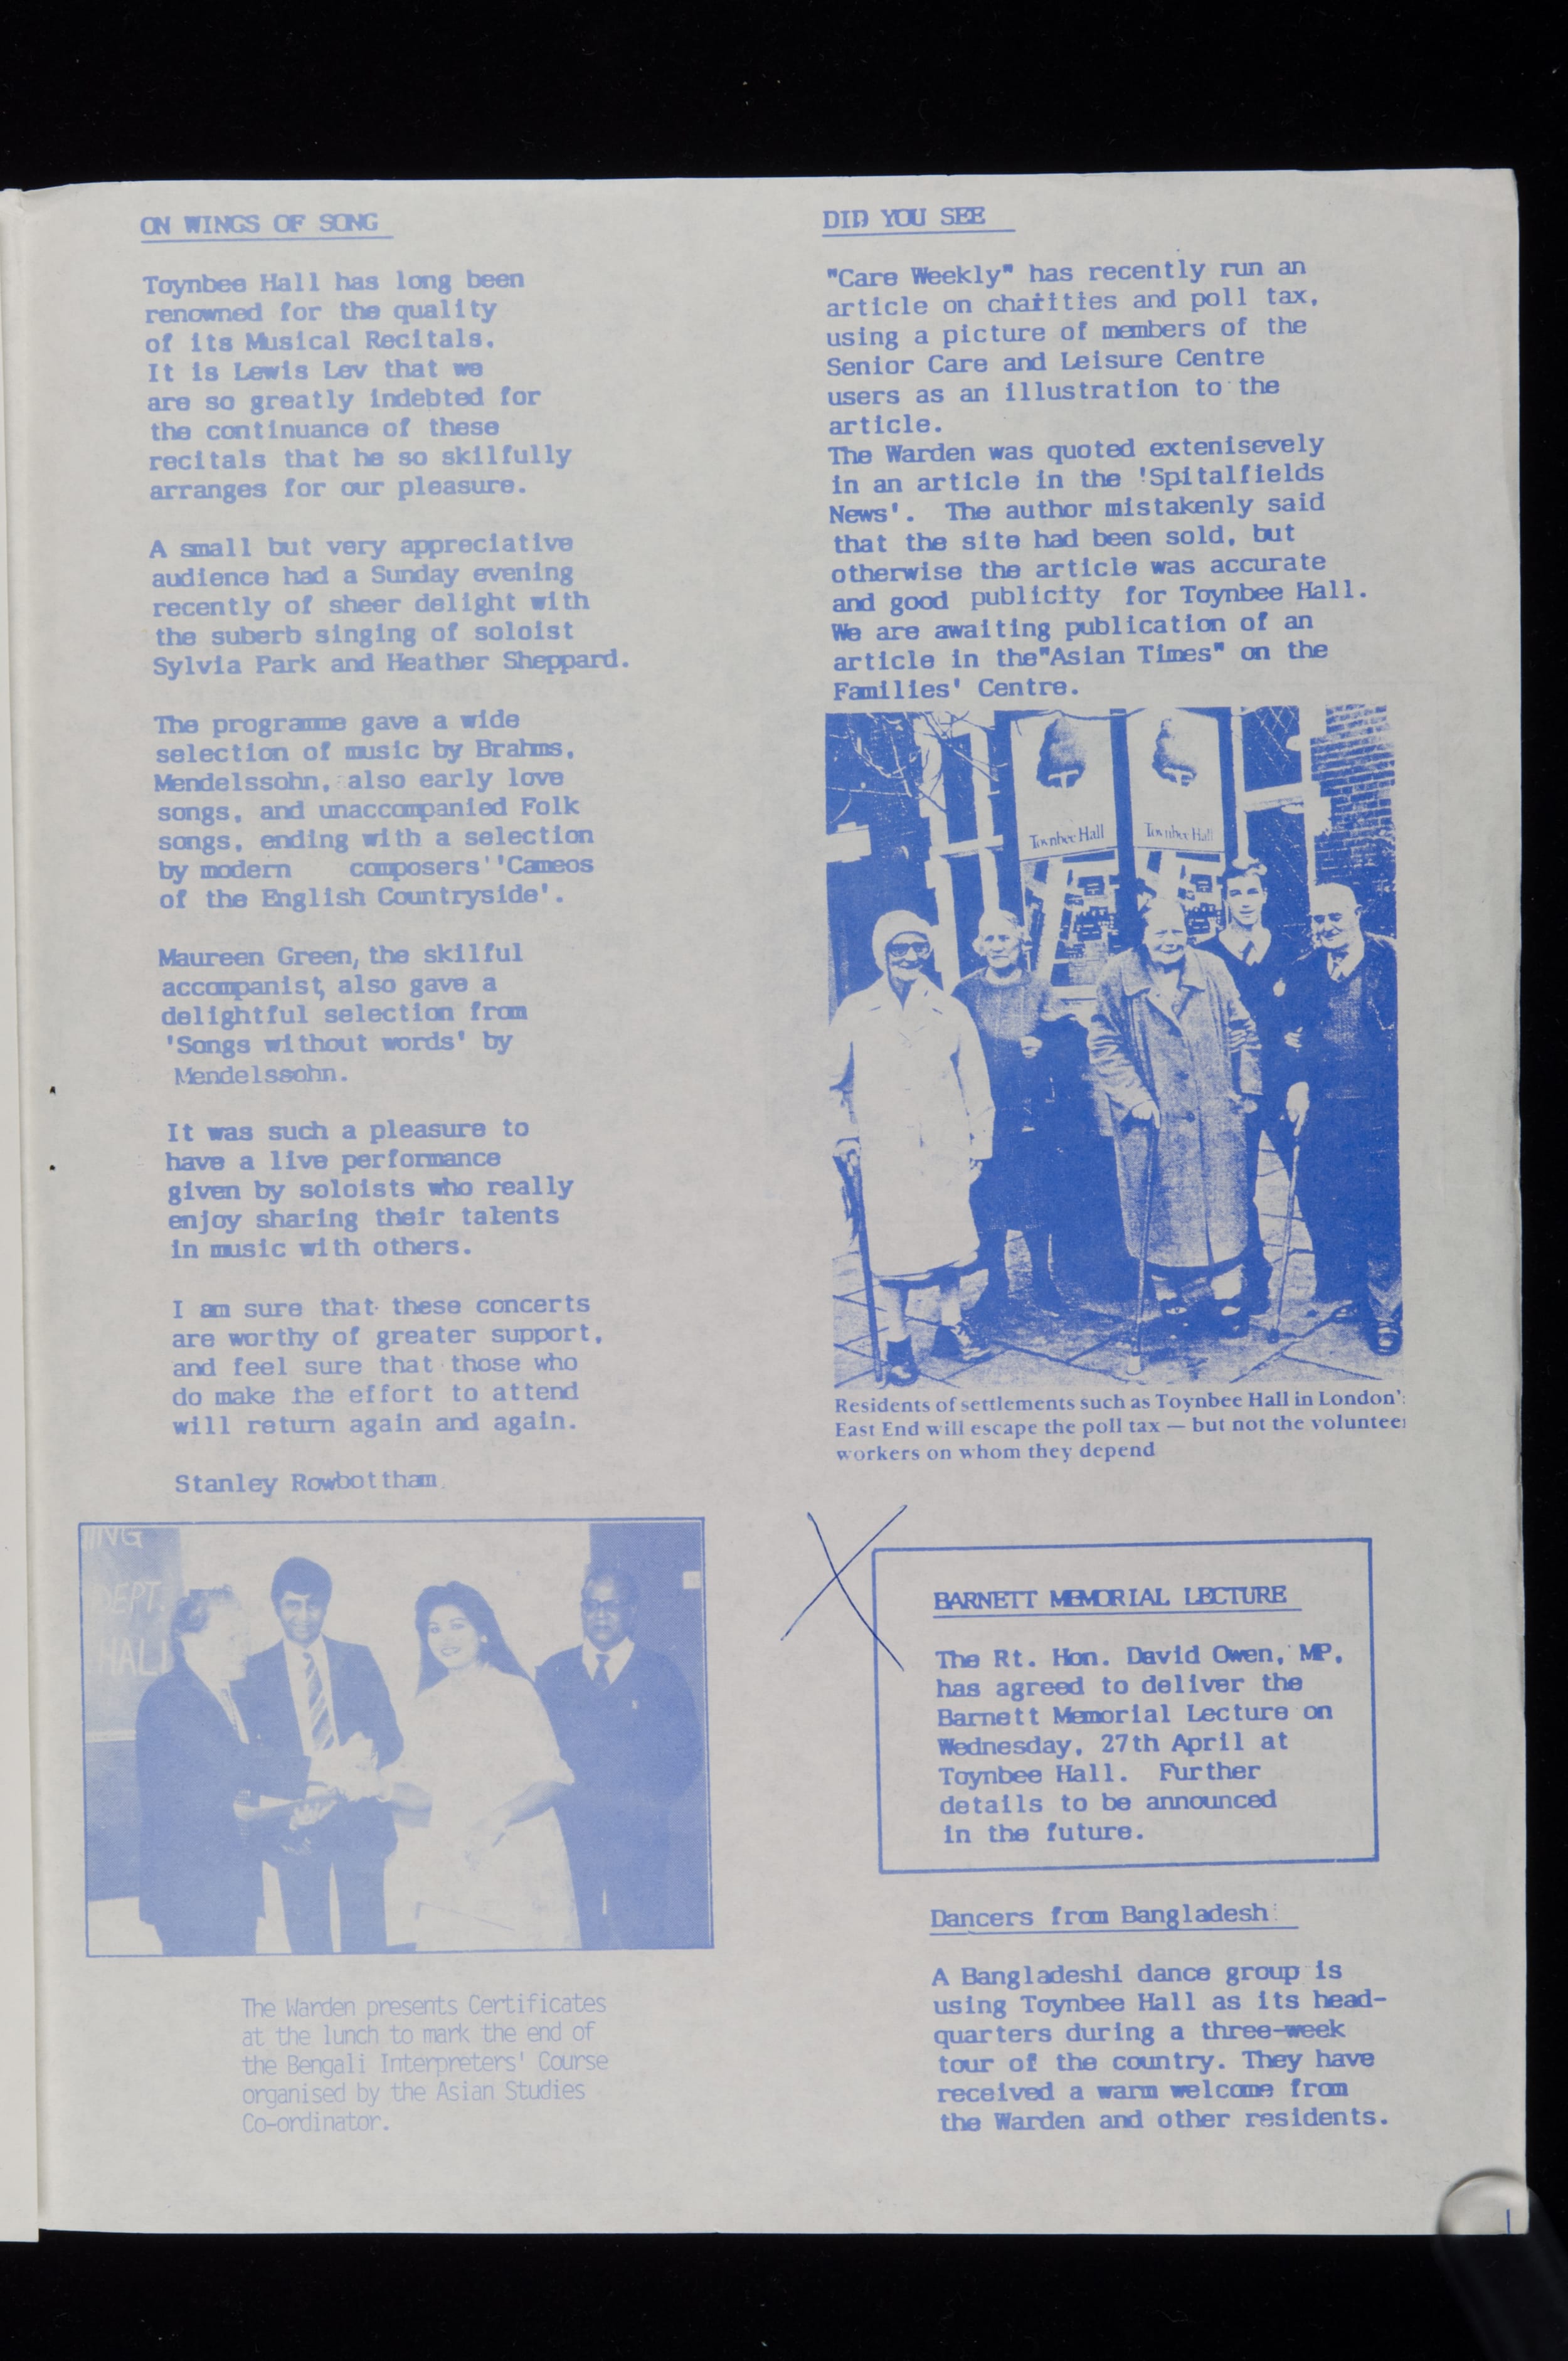 ON WINGS OF SONG
Toynbee Hall has long been
renowned for the quality
of its Musical Recitals.
It is Lewis Lev that we
are so greatly indebted for
the continuance of these
recitals that he so skilfully
arranges for our pleasure.
A small but very appreciative
audience had a Sunday evening
recently of sheer delight with
the suberb singing of soloist
Sylvia Park and Heather Sheppard.
The programme gave a wide
selection of music by Brahms,
Mendelssohn, also early love
songs, and unaccompanied Folk
songs, ending with a selection
by modern composers''Cameos
of the English Countryside'.
Maureen Green, the skilful
accompanist, also gave a
delightful selection from
'Songs without words' by
Mendelssohn.
It was such a pleasure to
have a live performance
given by soloists who really
enjoy sharing their talents
in music with others.
I am sure that these concerts
are worthy of greater support,
and feel sure that those who
do make the effort to attend
will return again and again.
Stanley Rowbottham.
ING
DEPT.
HALL
The Warden presents Certificates
at the lunch to mark the end of
the Bengali Interpreters' Course
organised by the Asian Studies
Co-ordinator.
DID YOU SEE
"Care Weekly" has recently run an
article on charities and poll tax,
using a picture of members of the
Senior Care and Leisure Centre
users as an illustration to the
article.
The Warden was quoted extenisevely
in an article in the 'Spitalfields
News'. The author mistakenly said
that the site had been sold, but
otherwise the article was accurate
and good publicity for Toynbee Hall.
We are awaiting publication of an
article in the"Asian Times" on the
Families' Centre.
Toynbee Hall
Toynbee Hall
Residents of settlements such as Toynbee Hall in London's
East End will escape the poll tax — but not the volunteer
workers on whom they depend
BARNETT MEMORIAL LECTURE
The Rt. Hon. David Owen, MP,
has agreed to deliver the
Barnett Memorial Lecture on
Wednesday, 27th April at
Toynbee Hall. Further
details to be announced
in the future.
Dancers from Bangladesh
A Bangladeshi dance group is
using Toynbee Hall as its head-
quarters during a three-week
tour of the country. They have
received a warm welcome from
the Warden and other residents.